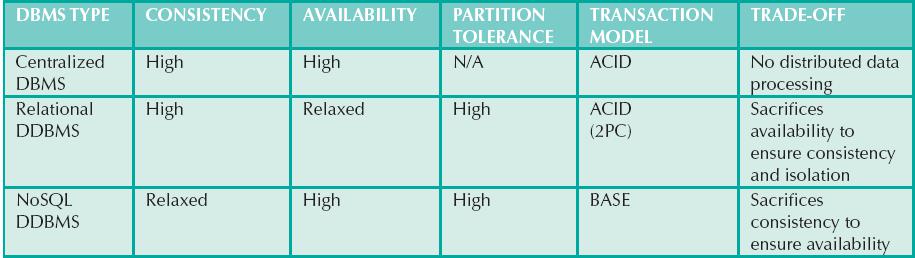 DBMS TYPE CONSISTENCY AVAILABILITY PARTITION TOLERANCE TRANSACTION MODEL TRADE-OFF
Centralized DBMS High High N/A ACID No distributed data processing
Relational DDBMS High Relaxed High ACID (2PC) Sacrifices availability to ensure consistency and isolation
NoSQL DDBMS Relaxed High High BASE Sacrifices consistency to ensure availability